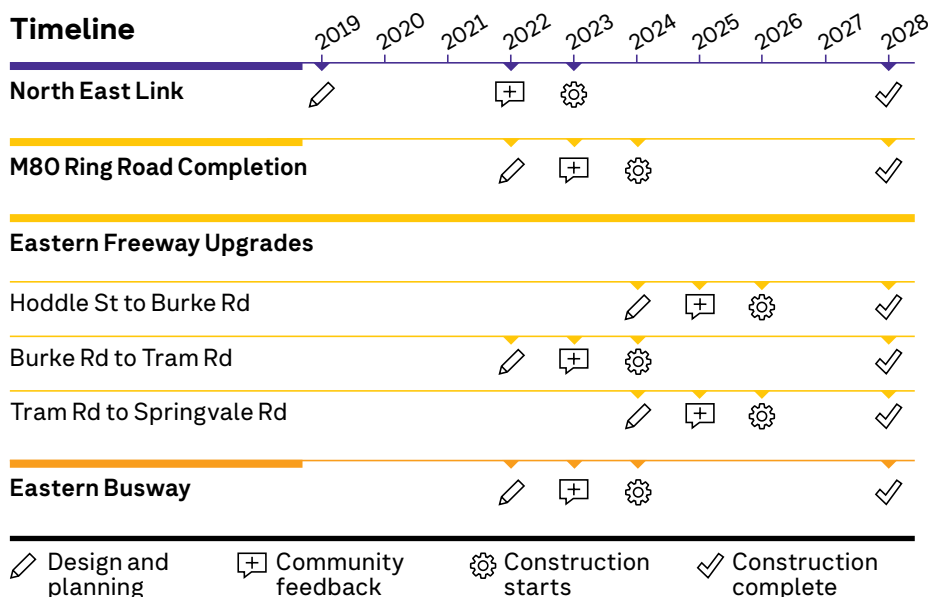 Timeline
2019 2020 2021 2022 2023 2024 2025 2026 2027 2028
North East Link
M80 Ring Road Completion
Eastern Freeway Upgrades
Hoddle St to Burke Rd
Burke Rd to Tram Rd
Tram Rd to Springvale Rd
Eastern Busway
Design and
planning
Community
feedback
Construction
starts
Construction
complete